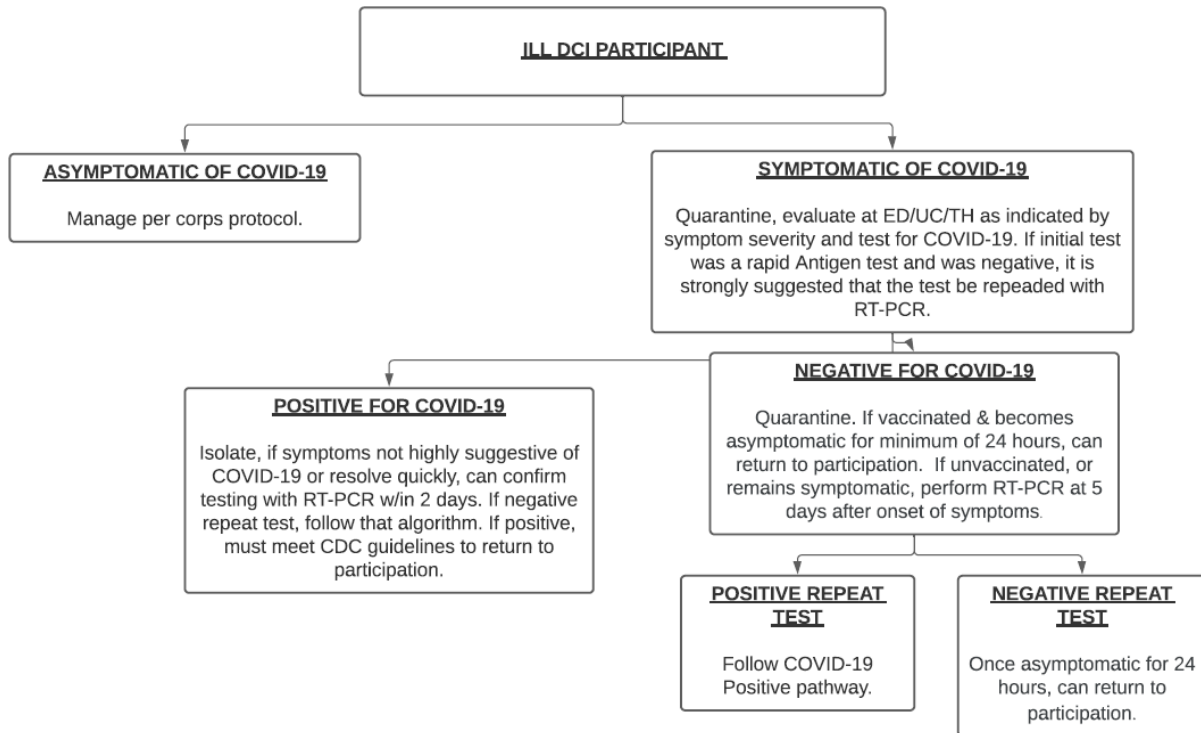 ILL DCI PARTICIPANT
ASYMPTOMATIC OF COVID-19
Manage per corps protocol.
SYMPTOMATIC OF COVID-19
Quarantine, evaluate at ED/UC/TH as indicated by
symptom severity and test for COVID-19. If initial test
was a rapid Antigen test and was negative, it is
strongly suggested that the test be repeaded with
RT-PCR.
POSITIVE FOR COVID-19
Isolate, if symptoms not highly suggestive of
COVID-19 or resolve quickly, can confirm
testing with RT-PCR w/in 2 days. If negative
repeat test, follow that algorithm. If positive,
must meet CDC guidelines to return to
participation.
NEGATIVE FOR COVID-19
Quarantine. If vaccinated & becomes
asymptomatic for minimum of 24 hours, can
return to participation. If unvaccinated, or
remains symptomatic, perform RT-PCR at 5
days after onset of symptoms.
POSITIVE REPEAT
TEST
Follow COVID-19
Positive pathway.
NEGATIVE REPEAT
TEST
Once asymptomatic for 24
hours, can return to
participation.